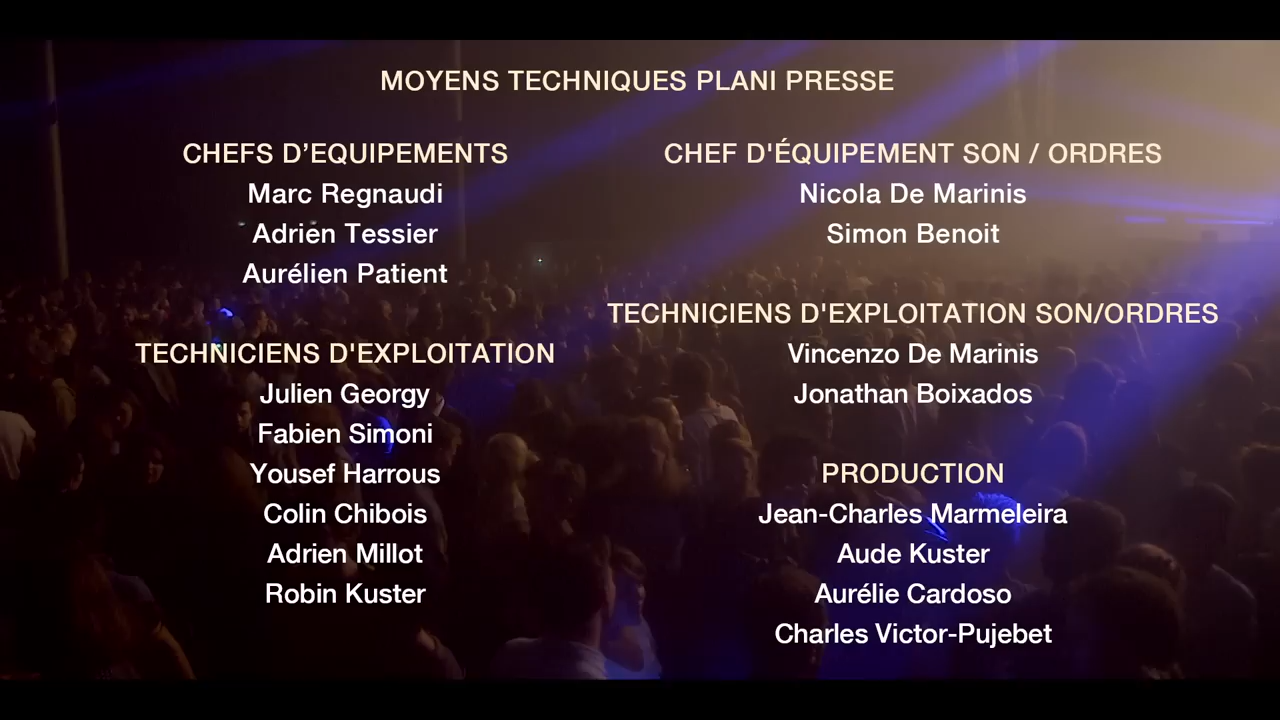 MOYENS TECHNIQUES PLANI PRESSE
CHEFS D’EQUIPEMENTS
Marc Regnaudi
Adrien Tessier
Aurélien Patient
TECHNICIENS D'EXPLOITATION
Julien Georgy
Fabien Simoni
Yousef Harrous
Colin Chibois
Adrien Millot
Robin Kuster
CHEF D'ÉQUIPEMENT SON / ORDRES
Nicola De Marinis
Simon Benoit
TECHNICIENS D'EXPLOITATION SON/ORDRES
Vincenzo De Marinis
Jonathan Boixados
PRODUCTION
Jean-Charles Marmeleira
Aude Kuster
Aurélie Cardoso
Charles Victor-Pujebet